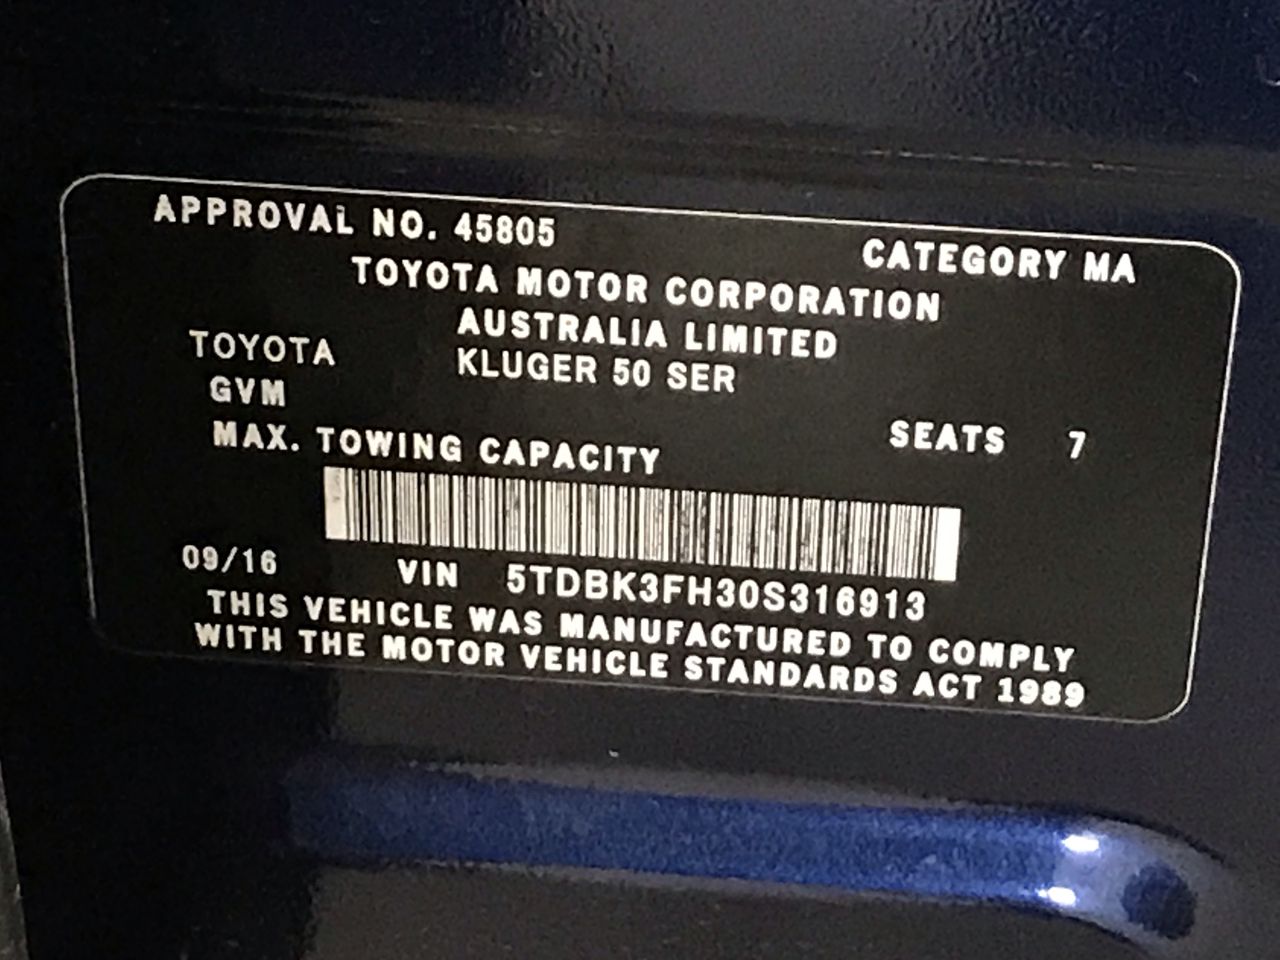 APPROVAL NO. 45805 CATEGORY MA
TOYOTA MOTOR CORPORATION
AUSTRALIA LIMITED
TOYOTA KLUGER 50 SER
GVM
SEATS 7
MAX. TOWING CAPACITY
09/16 VIN 5TDBK3FH30S316913
THIS VEHICLE WAS MANUFACTURED TO COMPLY
WITH THE MOTOR VEHICLE STANDARDS ACT 1989